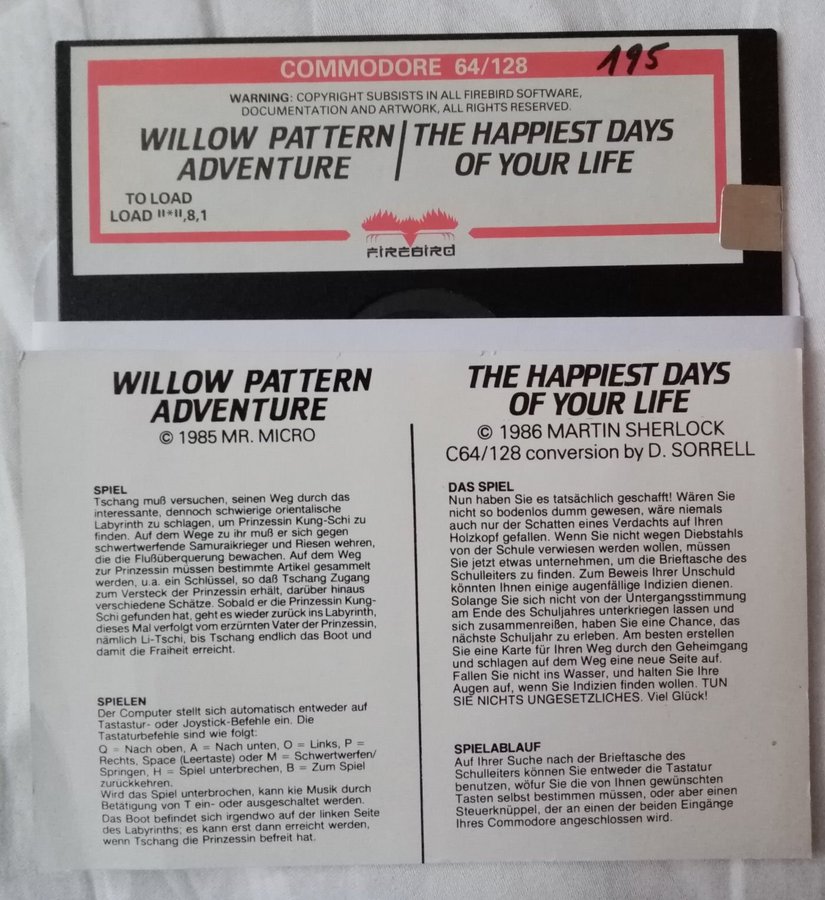 COMMODORE 64/128
195
WARNING: COPYRIGHT SUBSISTS IN ALL FIREBIRD SOFTWARE,
DOCUMENTATION AND ARTWORK, ALL RIGHTS RESERVED.
WILLOW PATTERN
ADVENTURE
THE HAPPIEST DAYS
OF YOUR LIFE
TO LOAD
LOAD "*",8,1
FIREBIRD
WILLOW PATTERN
ADVENTURE
© 1985 MR. MICRO
SPIEL
Tschang muß versuchen, seinen Weg durch das
interessante, dennoch schwierige orientalische
Labyrinth zu schlagen, um Prinzessin Kung-Schi zu
finden. Auf dem Wege zu ihr muß er sich gegen
schwertwerfende Samuraikrieger und Riesen wehren,
die die Flußüberquerung bewachen. Auf dem Weg
zur Prinzessin müssen bestimmte Artikel gesammelt
werden, u.a. ein Schlüssel, so daß Tschang Zugang
zum Versteck der Prinzessin erhält, darüber hinaus
verschiedene Schätze. Sobald er die Prinzessin Kung-
Schi gefunden hat, geht es wieder zurück ins Labyrinth,
dieses Mal verfolgt vom erzürnten Vater der Prinzessin,
nämlich Li-Tschi, bis Tschang endlich das Boot und
damit die Fraiheit erreicht.
SPIELEN
Der Computer stellt sich automatisch entweder auf
Tastastur- oder Joystick-Befehle ein. Die
Tastaturbefehle sind wie folgt:
Q = Nach oben, A = Nach unten, O = Links, P =
Rechts, Space (Leertaste) oder M = Schwertwerfen/
Springen, H = Spiel unterbrechen, B = Zum Spiel
zurückkehren.
Wird das Spiel unterbrochen, kann kie Musik durch
Betätigung von T ein- oder ausgeschaltet werden.
Das Boot befindet sich irgendwo auf der linken Seite
des Labyrinths; es kann erst dann erreicht werden,
wenn Tschang die Prinzessin befreit hat.
THE HAPPIEST DAYS
OF YOUR LIFE
© 1986 MARTIN SHERLOCK
C64/128 conversion by D. SORRELL
DAS SPIEL
Nun haben Sie es tatsächlich geschafft! Wären Sie
nicht so bodenlos dumm gewesen, wäre niemals
auch nur der Schatten eines Verdachts auf Ihren
Holzkopf gefallen. Wenn Sie nicht wegen Diebstahls
von der Schule verwiesen werden wollen, müssen
Sie jetzt etwas unternehmen, um die Brieftasche des
Schulleiters zu finden. Zum Beweis Ihrer Unschuld
könnten Ihnen einige augenfällige Indizien dienen.
Solange Sie sich nicht von der Untergangsstimmung
am Ende des Schuljahres unterkriegen lassen und
sich zusammenreißen, haben Sie eine Chance, das
nächste Schuljahr zu erleben. Am besten erstellen
Sie eine Karte für Ihren Weg durch den Geheimgang
und schlagen auf dem Weg eine neue Seite auf.
Fallen Sie nicht ins Wasser, und halten Sie Ihre
Augen auf, wenn Sie Indizien finden wollen. TUN
SIE NICHTS UNGESETZLICHES. Viel Glück!
SPIELABLAUF
Auf Ihrer Suche nach der Brieftasche des
Schulleiters können Sie entweder die Tastatur
benutzen, wöfur Sie die von Ihnen gewünschten
Tasten selbst bestimmen müssen, oder aber einen
Steuerknüppel, der an einen der beiden Eingänge
Ihres Commodore angeschlossen wird.